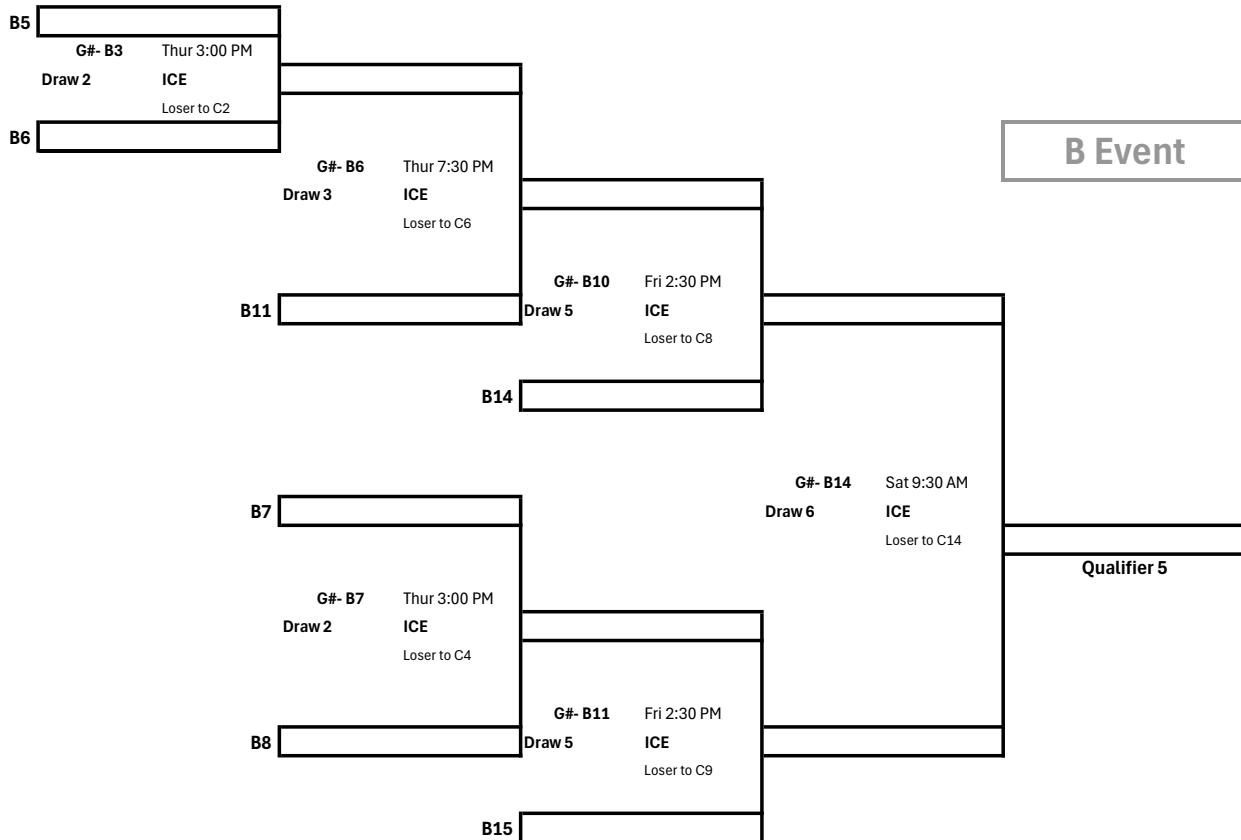 B5
G#- B3 Thur 3:00 PM
Draw 2 ICE
Loser to C2
B6
B Event
G#- B6 Thur 7:30 PM
Draw 3 ICE
Loser to C6
B11
G#- B10 Fri 2:30 PM
Draw 5 ICE
Loser to C8
B14
G#- B14 Sat 9:30 AM
Draw 6 ICE
Loser to C14
Qualifier 5
B7
G#- B7 Thur 3:00 PM
Draw 2 ICE
Loser to C4
B8
G#- B11 Fri 2:30 PM
Draw 5 ICE
Loser to C9
B15